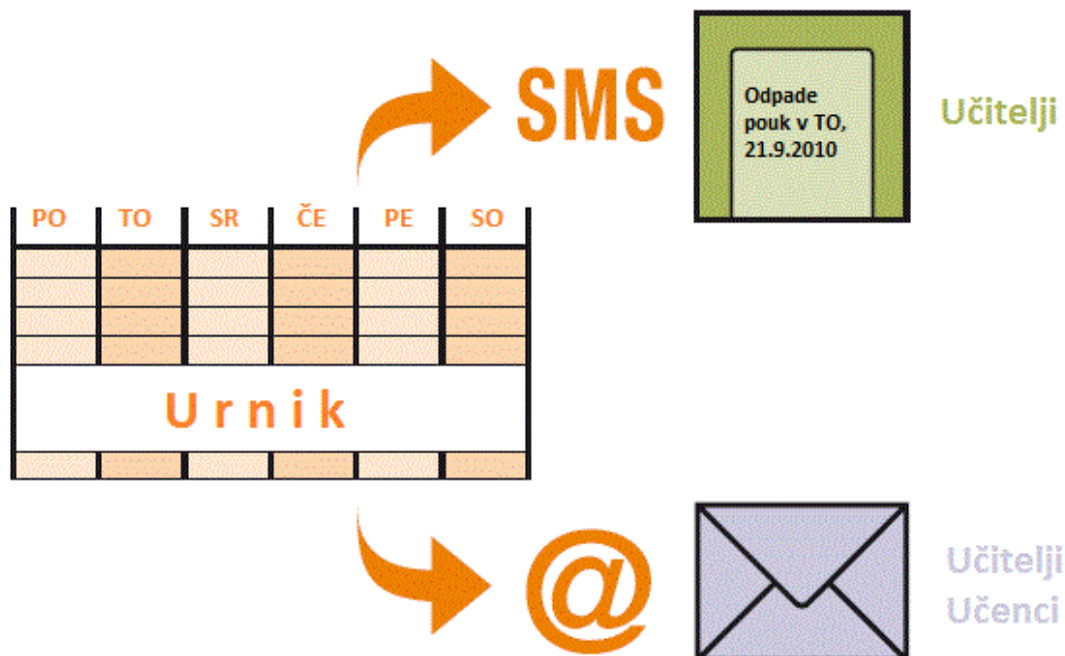 SMS
Odpade
pouk v TO,
21.9.2010
Učitelji
PO TO SR ČE PE SO
Urnik
@
Učitelji
Učenci